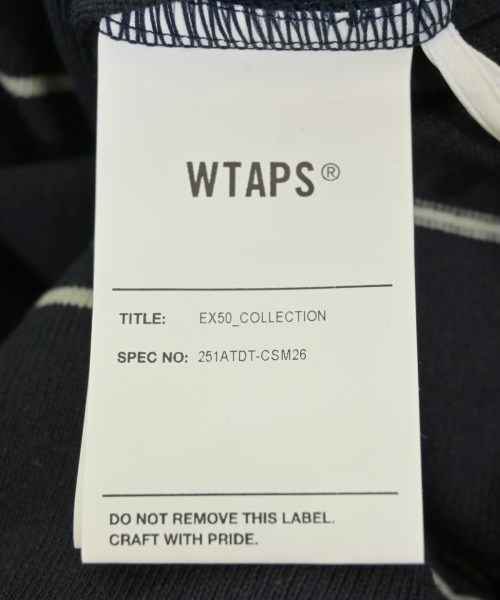 WTAPS®
TITLE: EX50_COLLECTION
SPEC NO: 251ATDT-CSM26
DO NOT REMOVE THIS LABEL.
CRAFT WITH PRIDE.